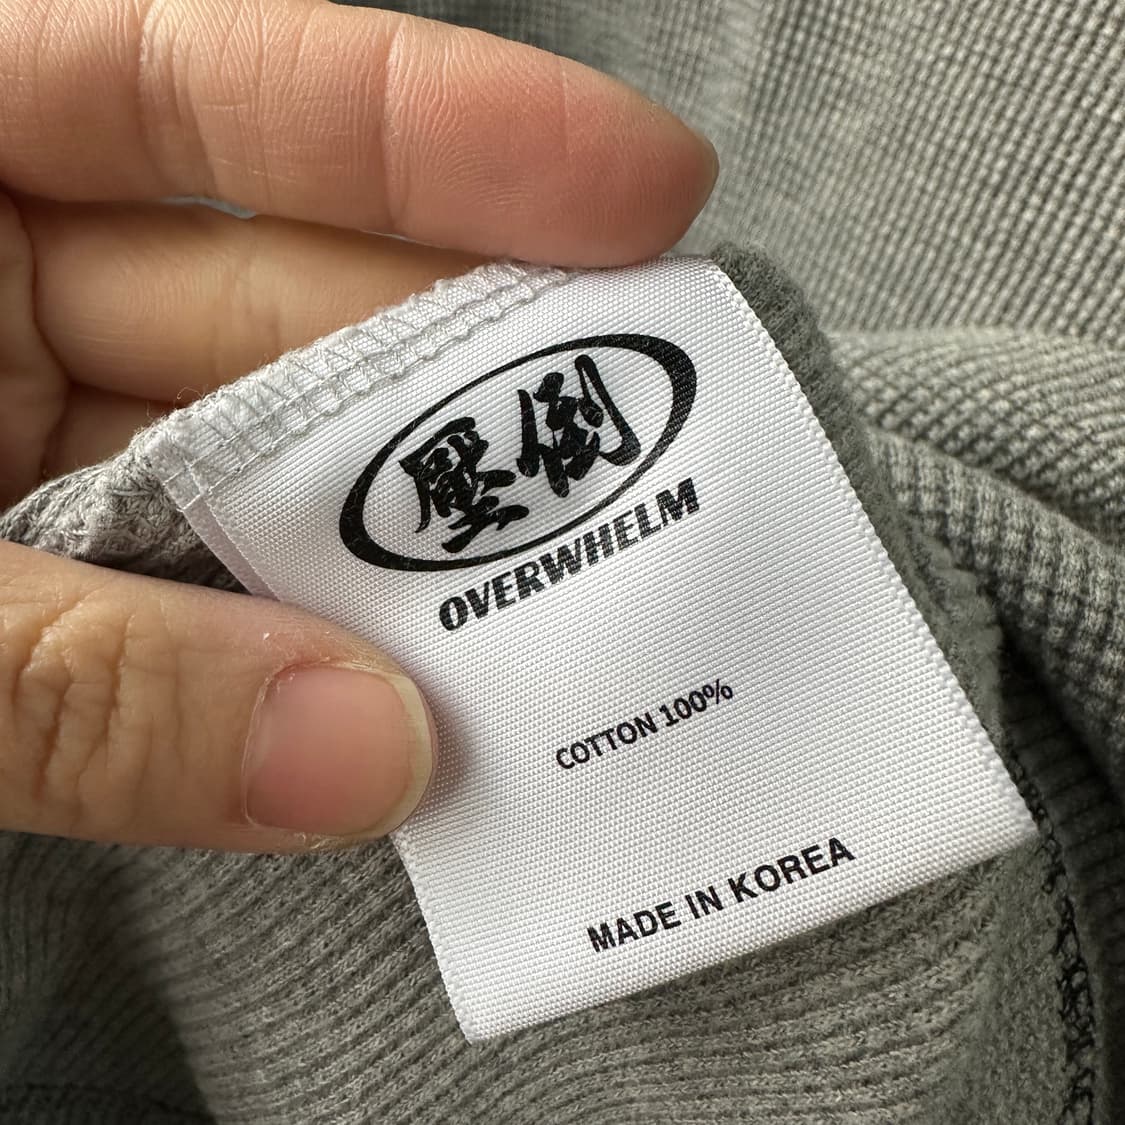 壓倒
OVERWHELM
COTTON 100%
MADE IN KOREA